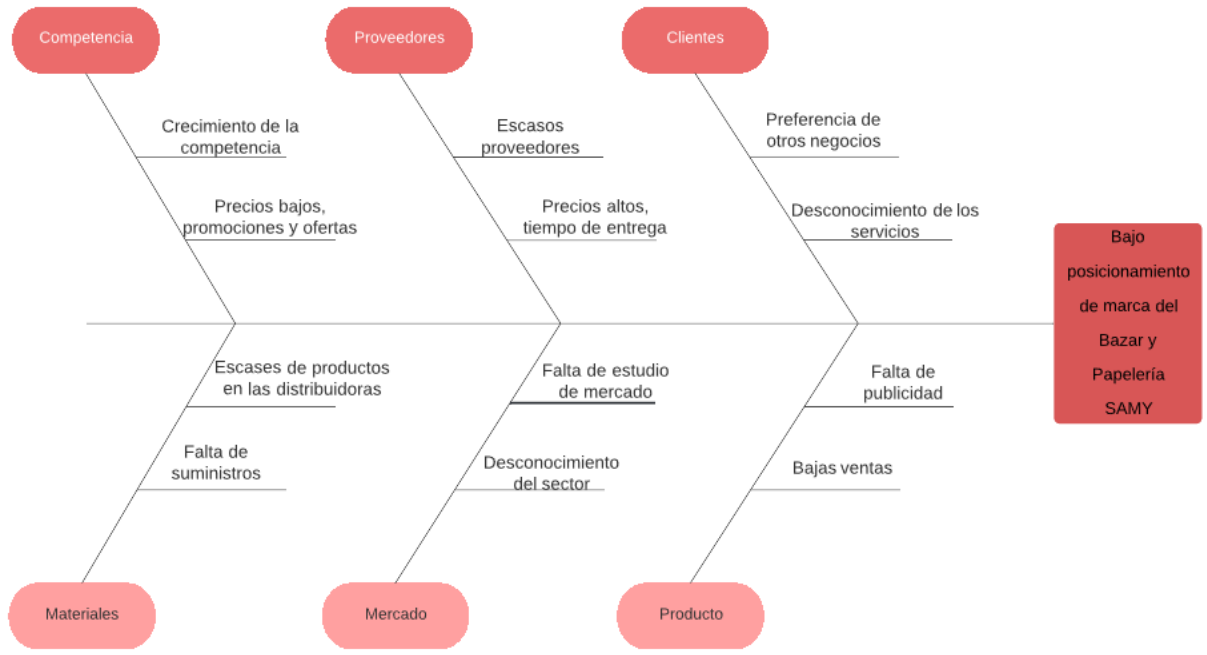 Competencia
Proveedores
Clientes
Crecimiento de la
competencia
Escasos
proveedores
Preferencia de
otros negocios
Precios bajos,
promociones y ofertas
Precios altos,
tiempo de entrega
Desconocimiento de los
servicios
Bajo
posicionamiento
de marca del
Bazar y
Papelería
SAMY
Escases de productos
en las distribuidoras
Falta de estudio
de mercado
Falta de
publicidad
Falta de
suministros
Desconocimiento
del sector
Bajas ventas
Materiales
Mercado
Producto